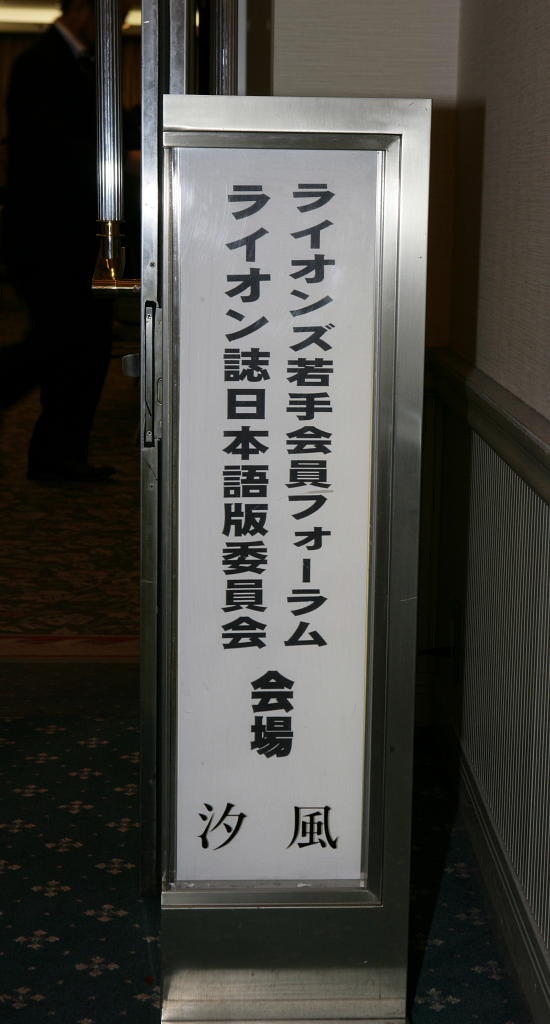 ライオンズ若手会員フォーラム
ライオン誌日本語版委員会
会場
汐風